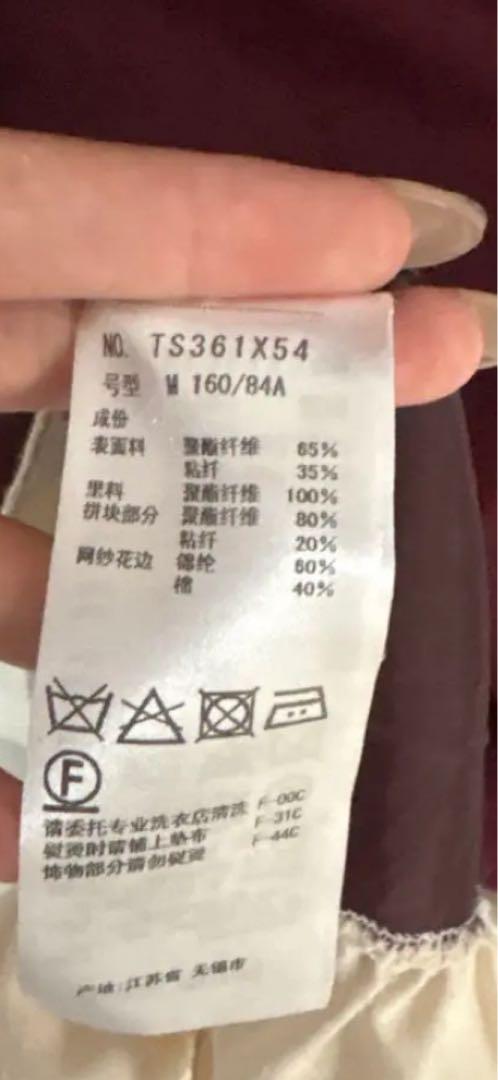 NO. TS361X54
号型 M 160/84A
成份
表面料 聚酯纤维 65%
粘纤 35%
里料 聚酯纤维 100%
拼块部分 聚酯纤维 80%
粘纤 20%
网纱花边 锦纶 60%
棉 40%
F
请委托专业洗衣店清洗 F-00C
熨烫时请铺上垫布 F-31C
饰物部分请勿熨烫 F-44C
产地:江苏省 无锡市